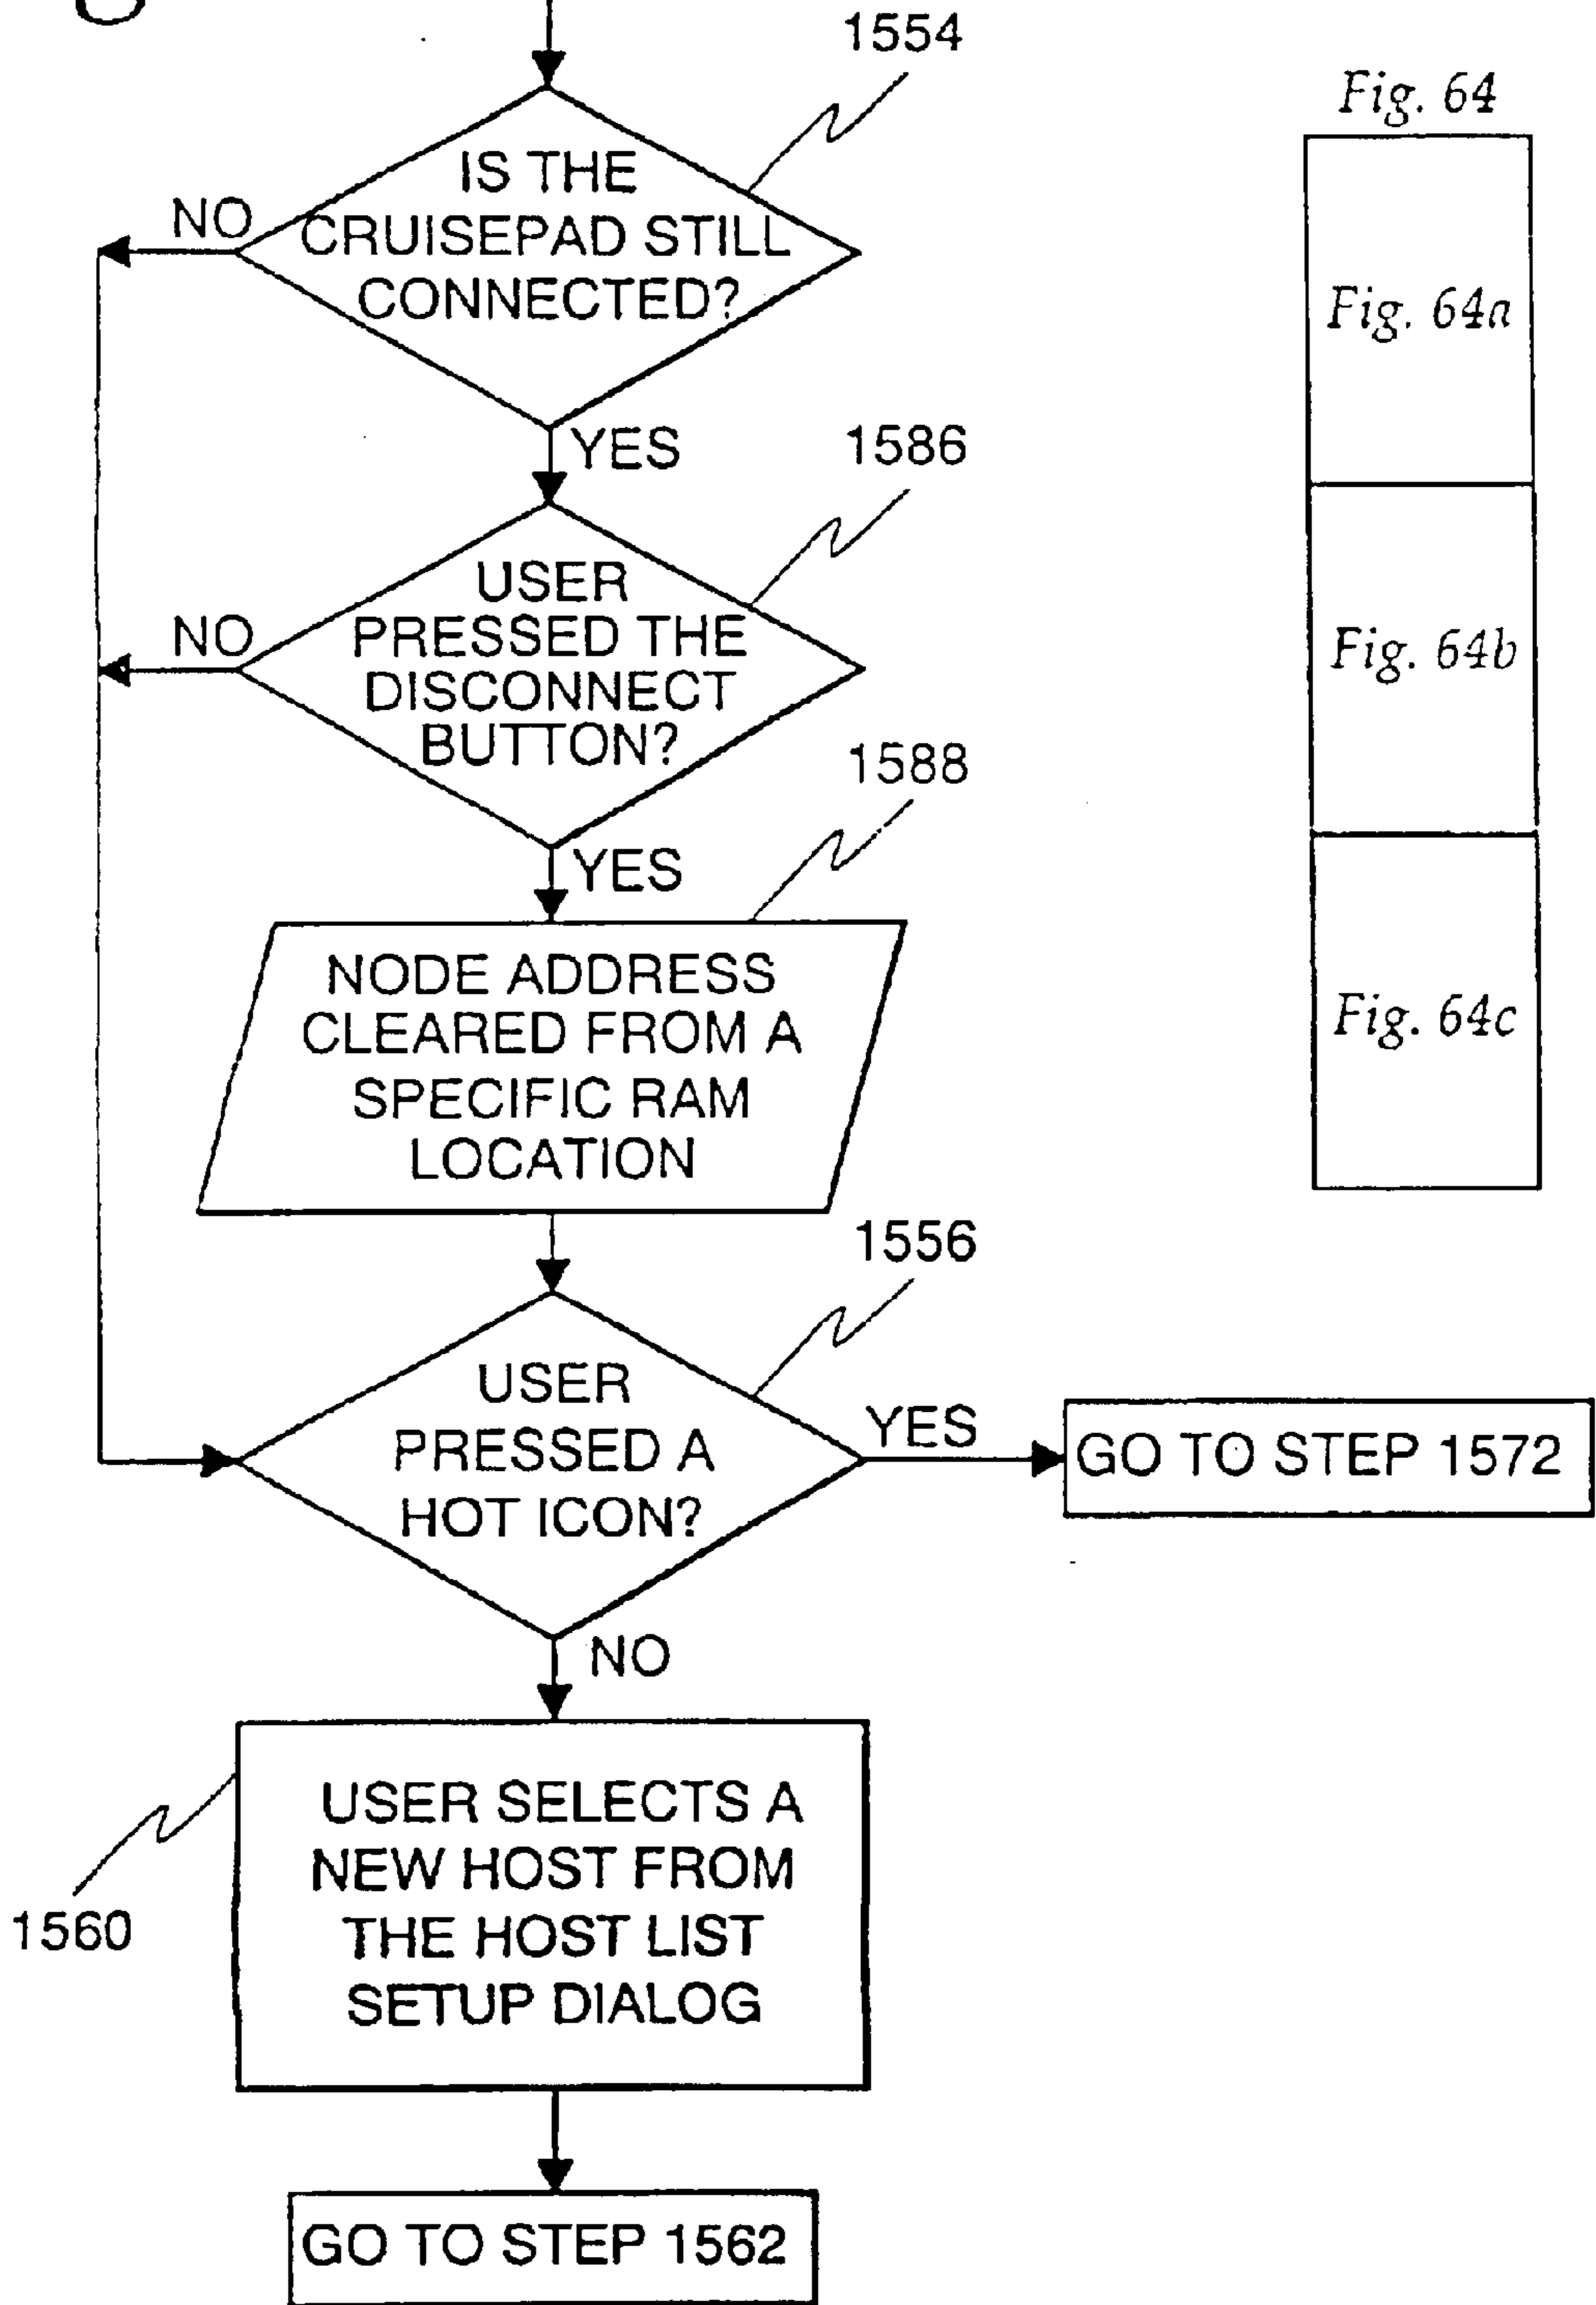 1554
IS THE
CRUISEPAD STILL
CONNECTED?
NO
YES
1586
USER
PRESSED THE
DISCONNECT
BUTTON?
NO
YES
1588
NODE ADDRESS
CLEARED FROM A
SPECIFIC RAM
LOCATION
1556
USER
PRESSED A
HOT ICON?
YES
GO TO STEP 1572
NO
USER SELECTS A
NEW HOST FROM
THE HOST LIST
SETUP DIALOG
1560
GO TO STEP 1562
Fig. 64
Fig. 64a
Fig. 64b
Fig. 64c